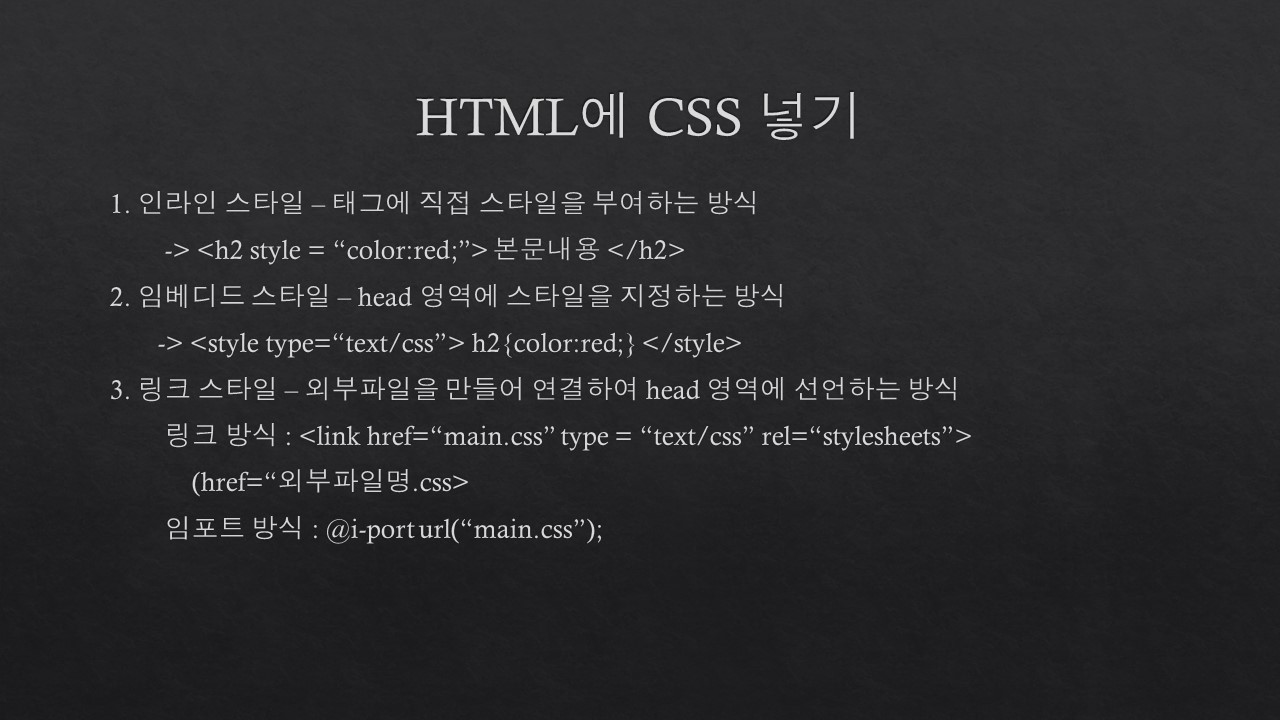 HTML에 CSS 넣기
1. 인라인 스타일 – 태그에 직접 스타일을 부여하는 방식
-> <h2 style = “color:red;”> 본문내용 </h2>
2. 임베디드 스타일 – head 영역에 스타일을 지정하는 방식
-> <style type=“text/css”> h2{color:red;} </style>
3. 링크 스타일 – 외부파일을 만들어 연결하여 head 영역에 선언하는 방식
링크 방식 : <link href=“main.css” type = “text/css” rel=“stylesheets”>
(href=“외부파일명.css>
임포트 방식 : @i-port url(“main.css”);